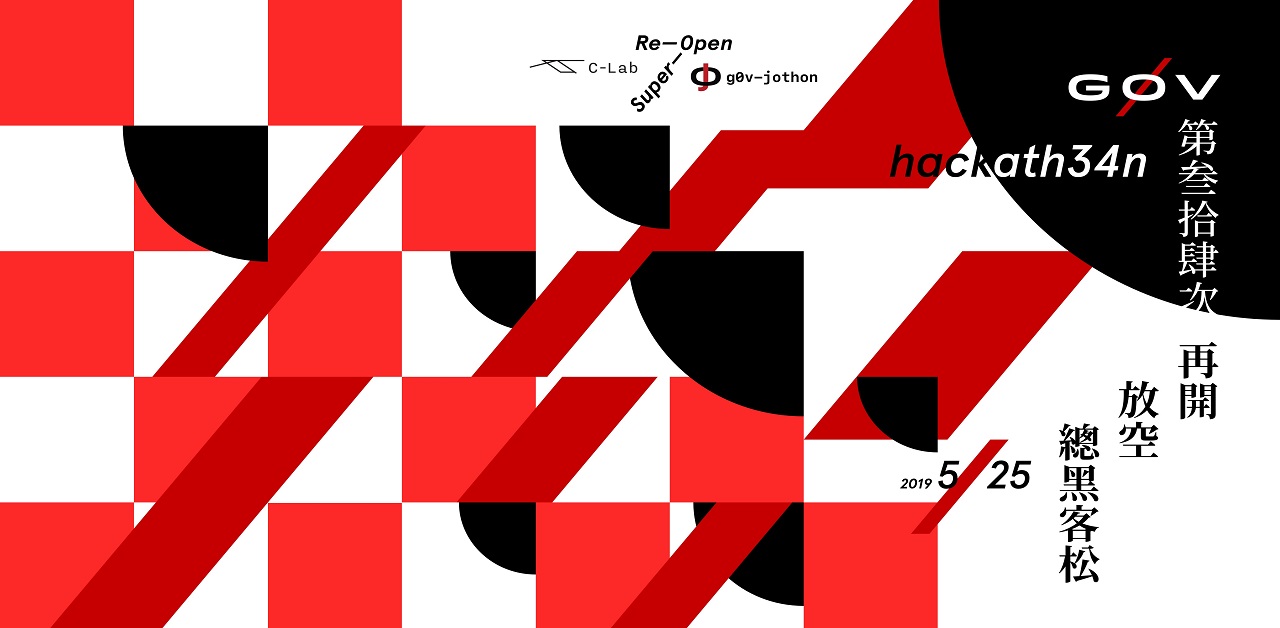 Re—Open
Super—
C-Lab
g0v-jothon
G0V
hackath34n
第叁拾肆次 再開
放空
總黑客松
2019 5/25